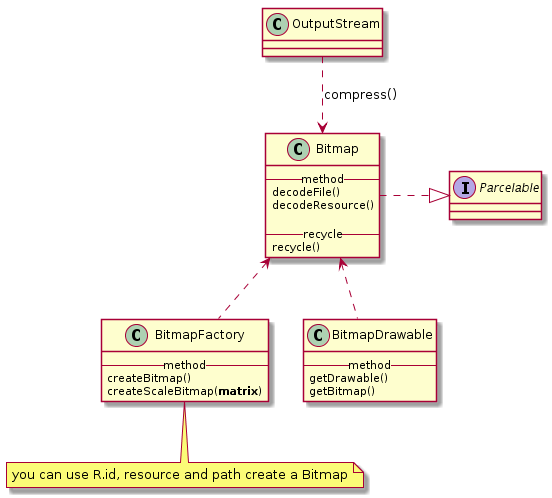 C OutputStream
compress()
C Bitmap
method
decodeFile()
decodeResource()
recycle
recycle()
I Parcelable
C BitmapFactory
method
createBitmap()
createScaleBitmap(matrix)
C BitmapDrawable
method
getDrawable()
getBitmap()
you can use R.id, resource and path create a Bitmap